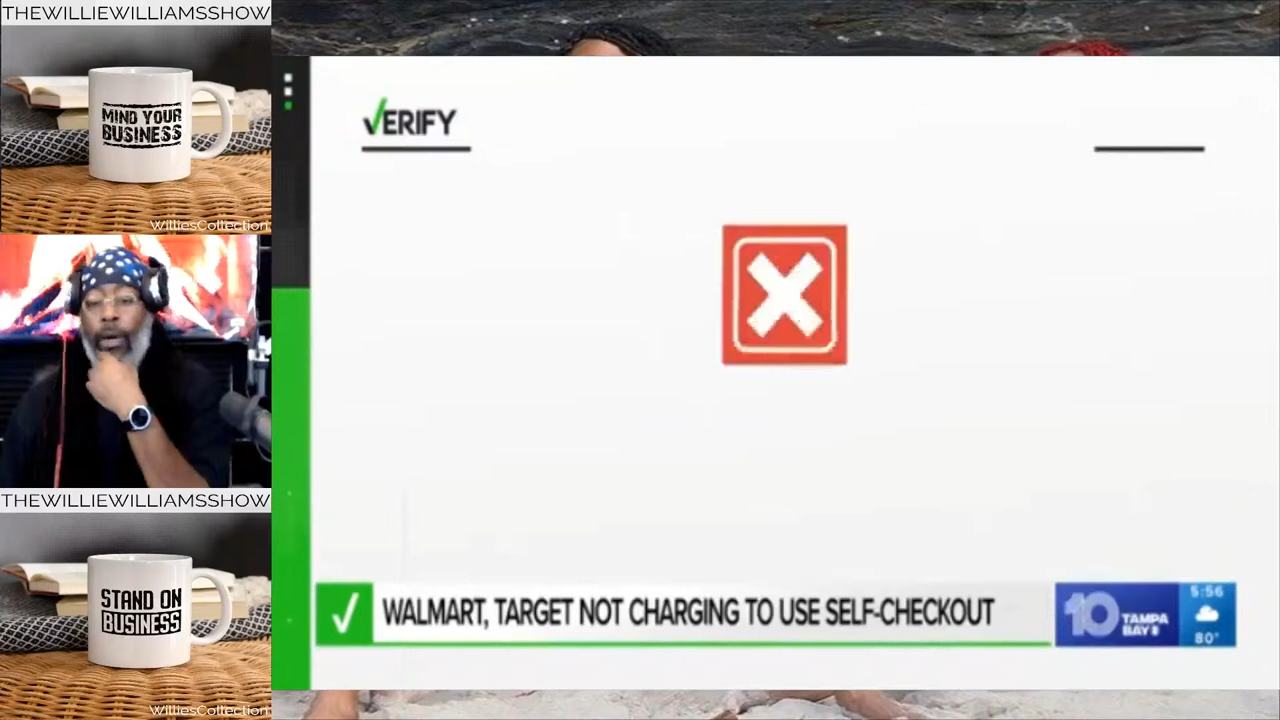 THEWILLIEWILLIAMSSHOW
MIND YOUR
BUSINESS
WilliesCollection
THEWILLIEWILLIAMSSHOW
STAND ON
BUSINESS
WilliesCollection
VERIFY
WALMART, TARGET NOT CHARGING TO USE SELF-CHECKOUT
10
TAMPA
BAY
5:56
80°